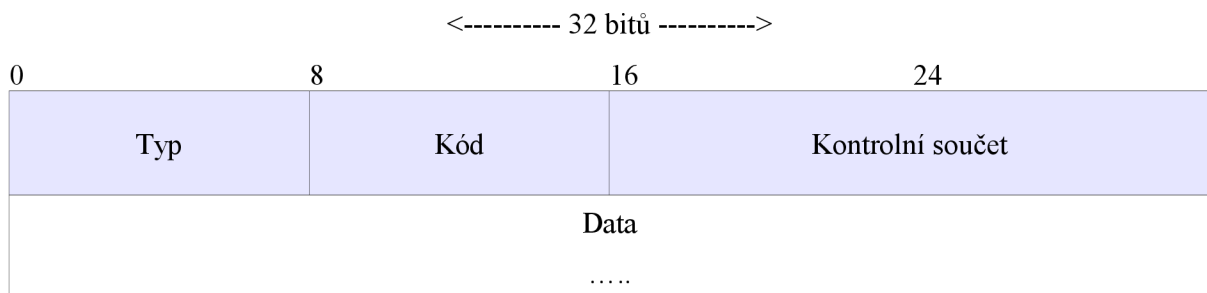 <---------- 32 bitů ---------->
0 8 16 24
Typ Kód Kontrolní součet
Data
.....